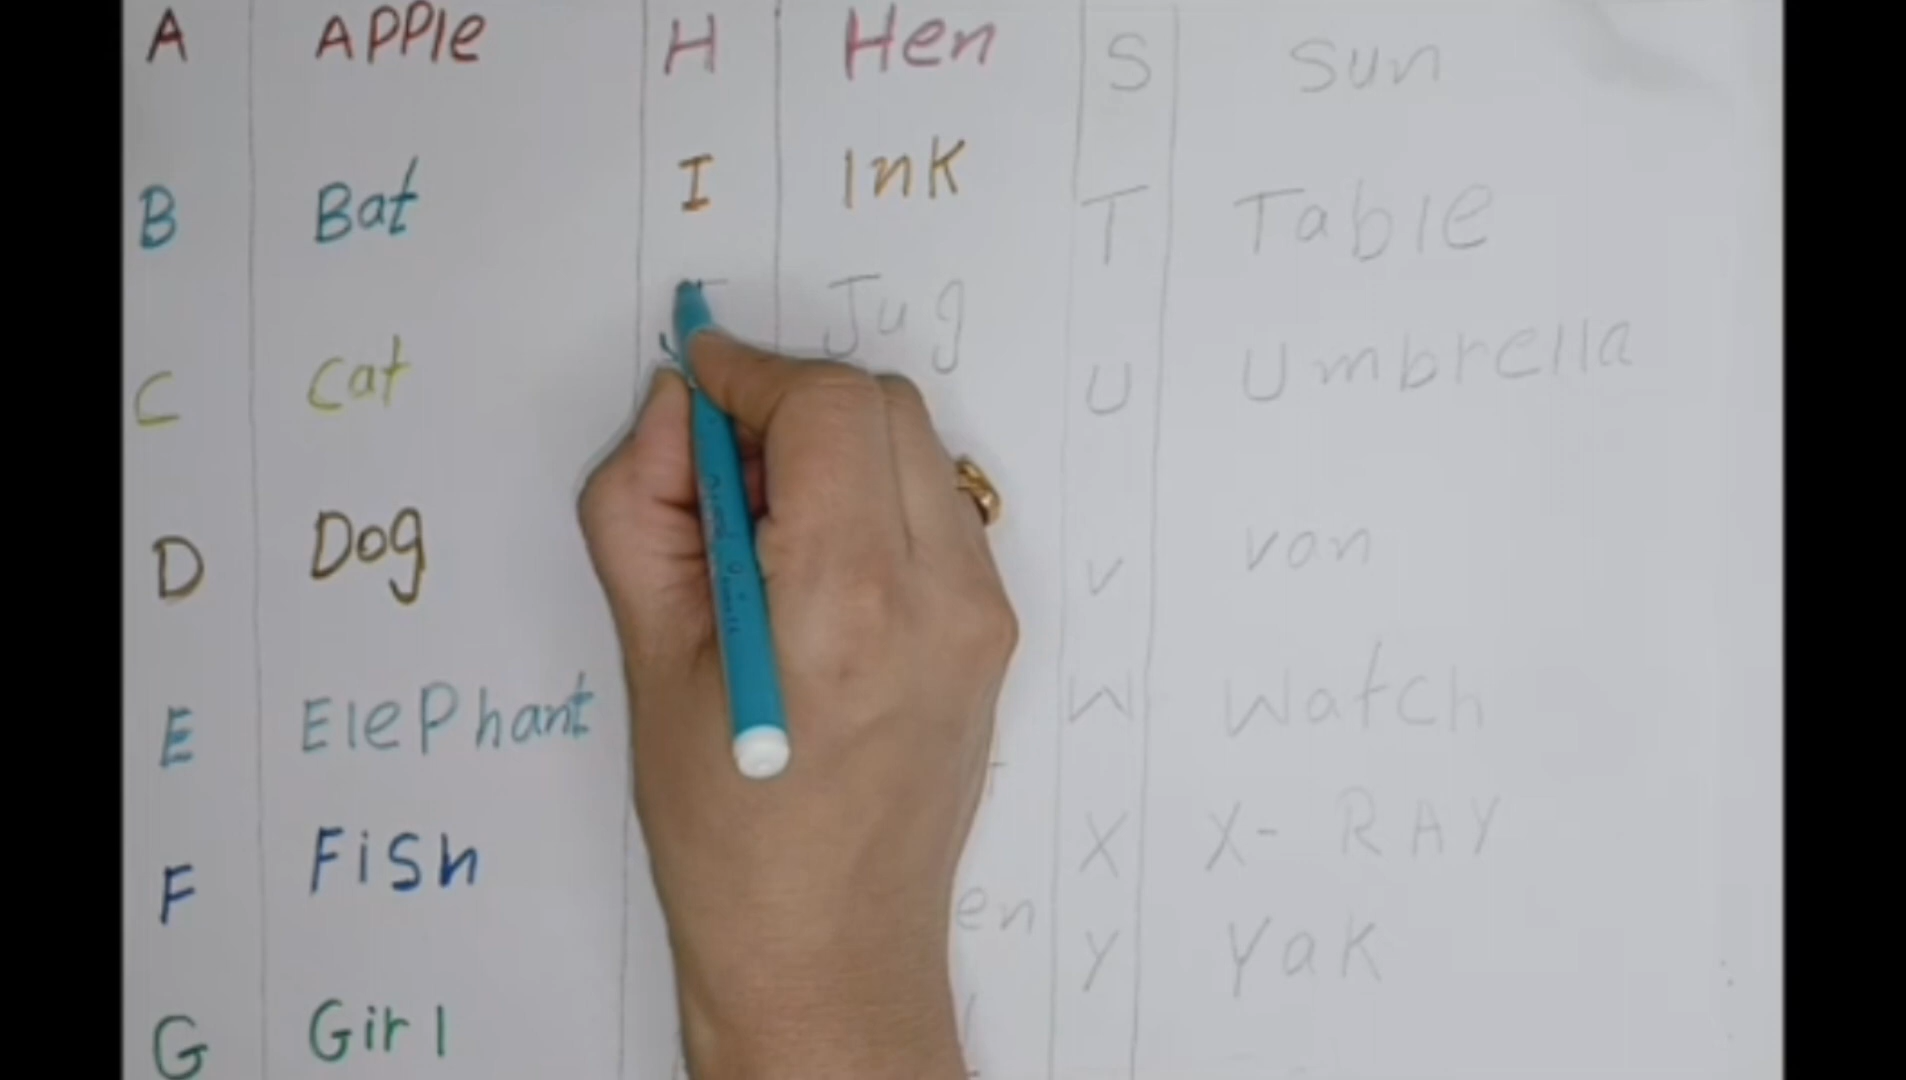 A APPle
B Bat
C Cat
D Dog
E ElePhant
F FiSh
G Girl
H Hen
I Ink
Jug
S Sun
T Table
U Umbrella
V Van
W Watch
X X-RAY
Y Yak